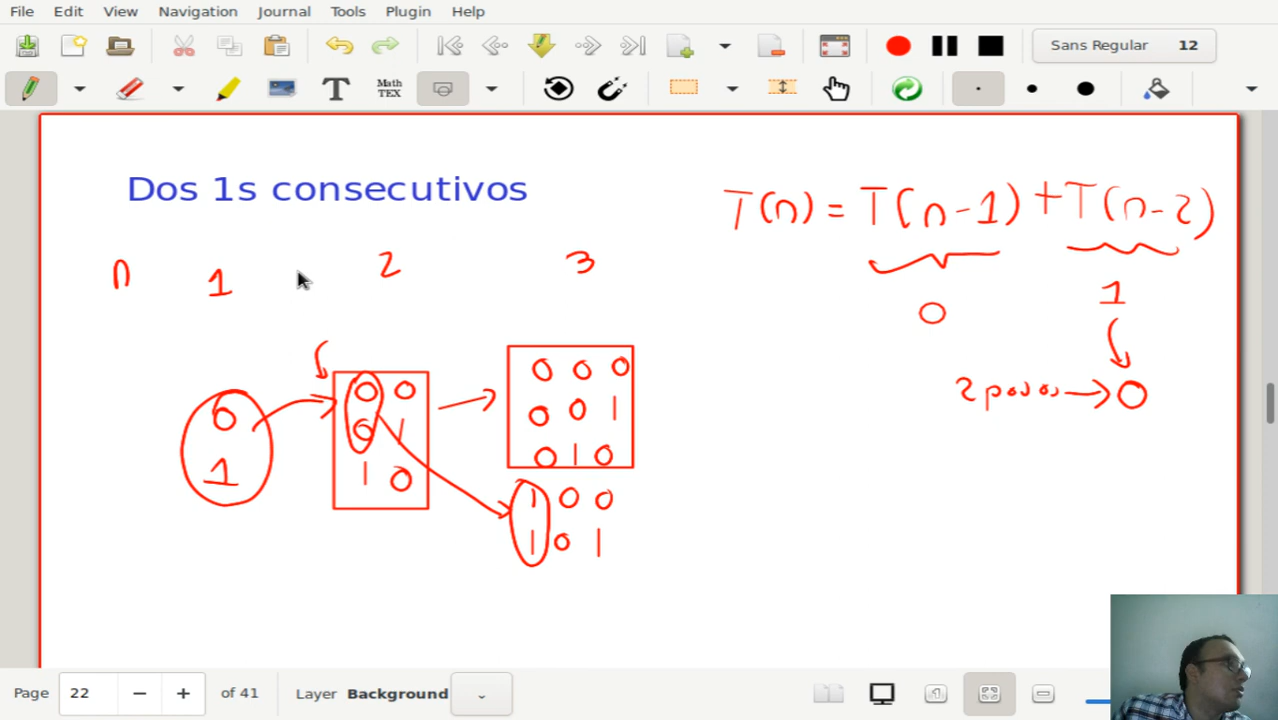 File Edit View Navigation Journal Tools Plugin Help
Sans Regular 12
T Math TEX
Dos 1s consecutivos
T(n) = T(n-1) + T(n-2)
n 1 2 3
0 1
2 pasos → 0
0 0
0 1
1 0
0
1
0 0 0
0 0 1
0 1 0
1 0 0
1 0 1
Page 22 of 41 Layer Background